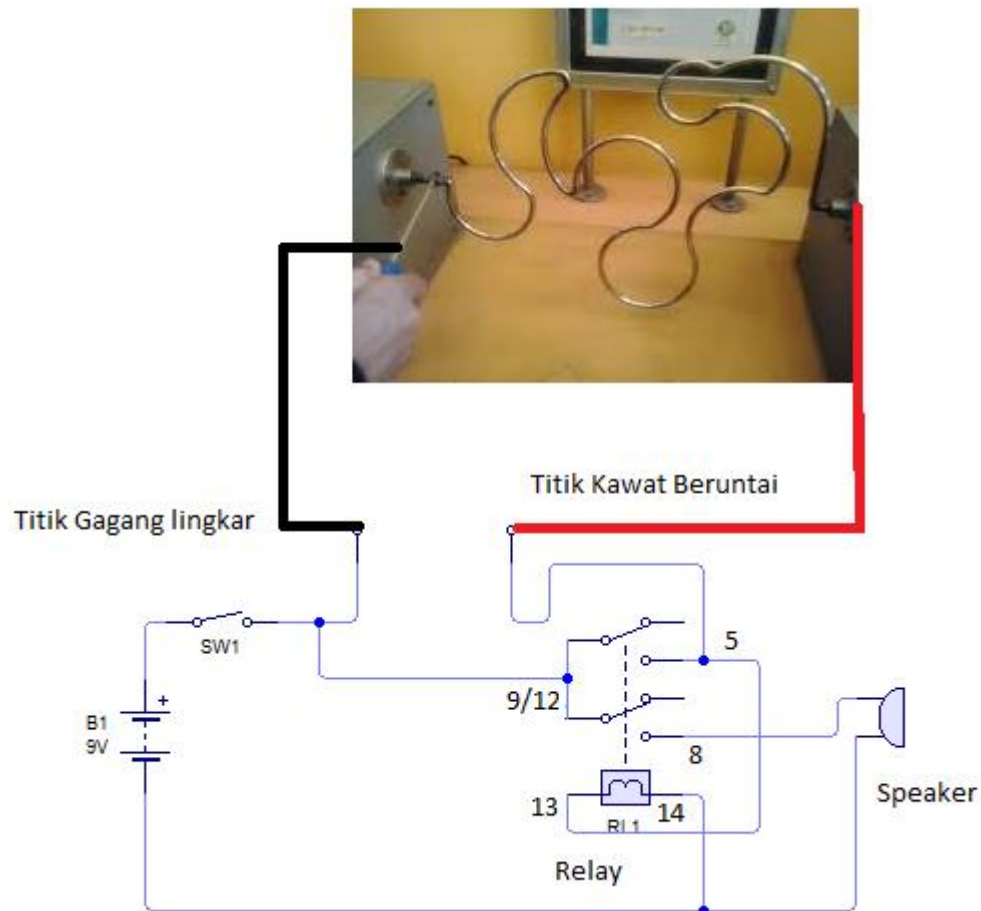 Titik Kawat Beruntai
Titik Gagang lingkar
SW1
5
9/12
+
B1
9V
8
Speaker
13
14
RL1
Relay